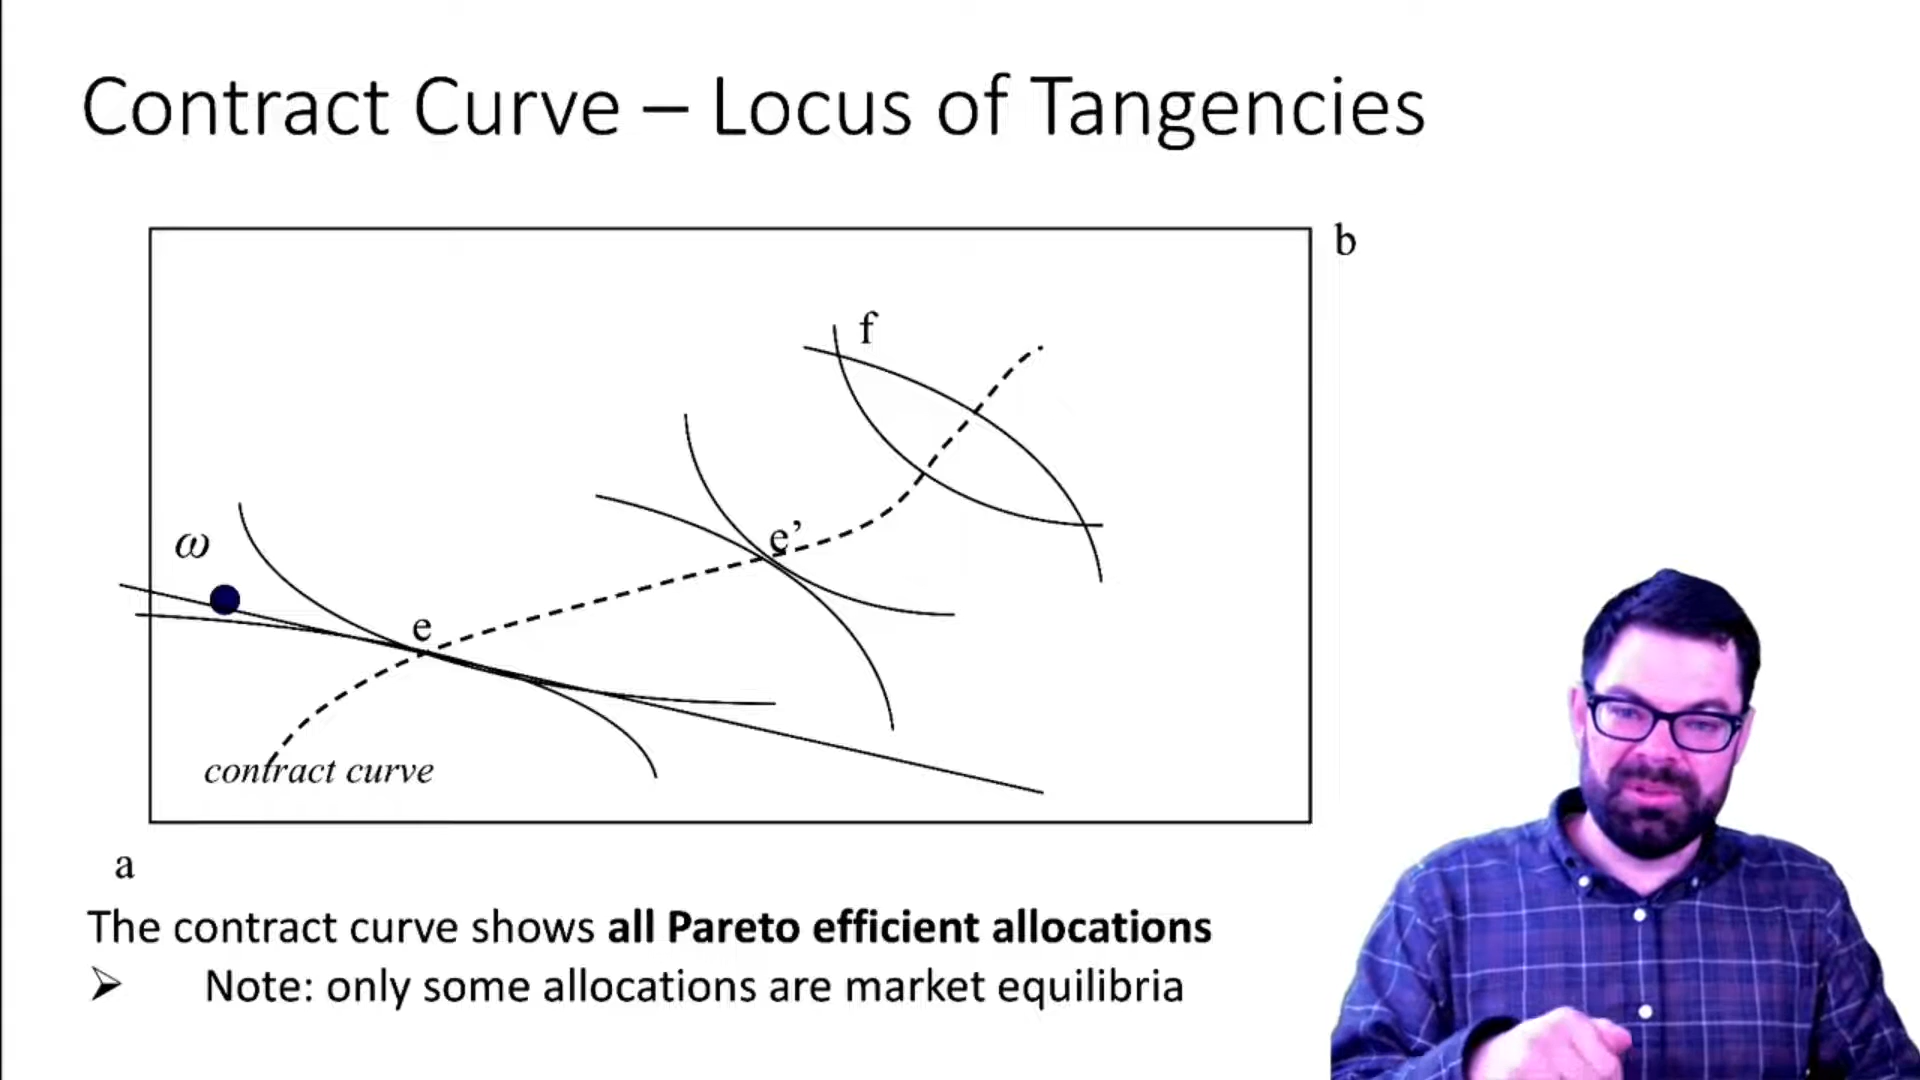 Contract Curve – Locus of Tangencies
b
f
e’
ω
e
contract curve
a
The contract curve shows all Pareto efficient allocations
➢ Note: only some allocations are market equilibria